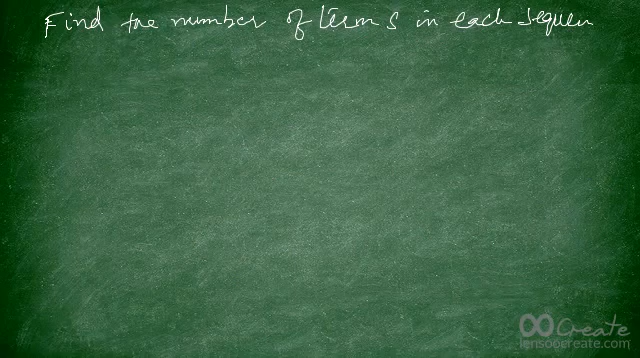 Find the number of terms in each sequen
Create
lensoocreate.com